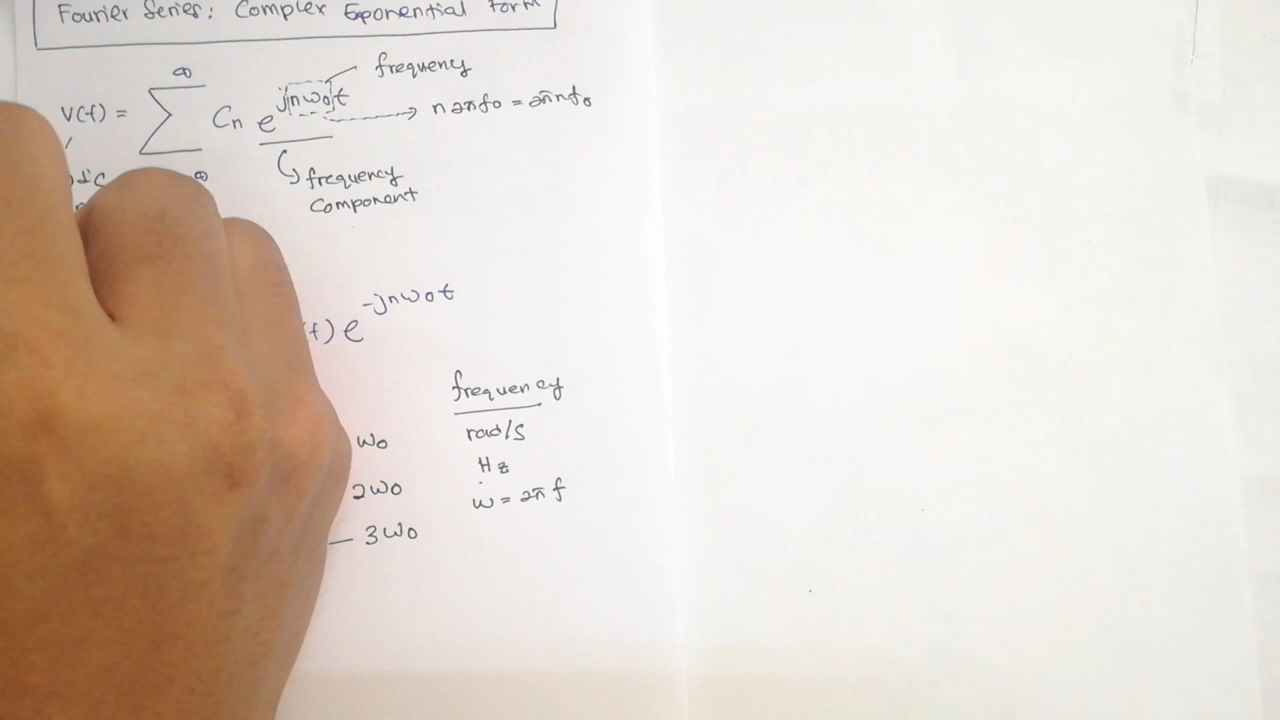 Fourier Series: Complex Exponential Form
∞
frequency
V(t) = ∑ Cn e^{jnω0t}
n2πf0 = 2πnf0
∞
frequency
Component
(t) e^{-jnω0t}
frequency
rad/s
Hz
ω = 2πf
ω0
2ω0
— 3ω0